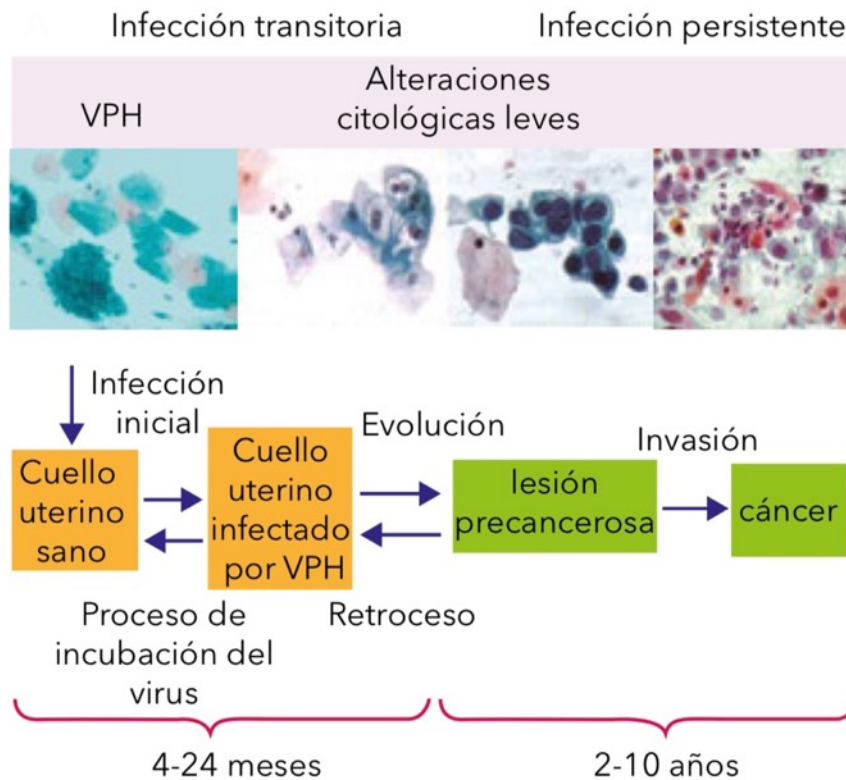 Infección transitoria
Infección persistente
VPH
Alteraciones
citológicas leves
Infección
inicial
Evolución
Invasión
Cuello
uterino
sano
Cuello
uterino
infectado
por VPH
lesión
precancerosa
cáncer
Proceso de
incubación del
virus
Retroceso
4-24 meses
2-10 años